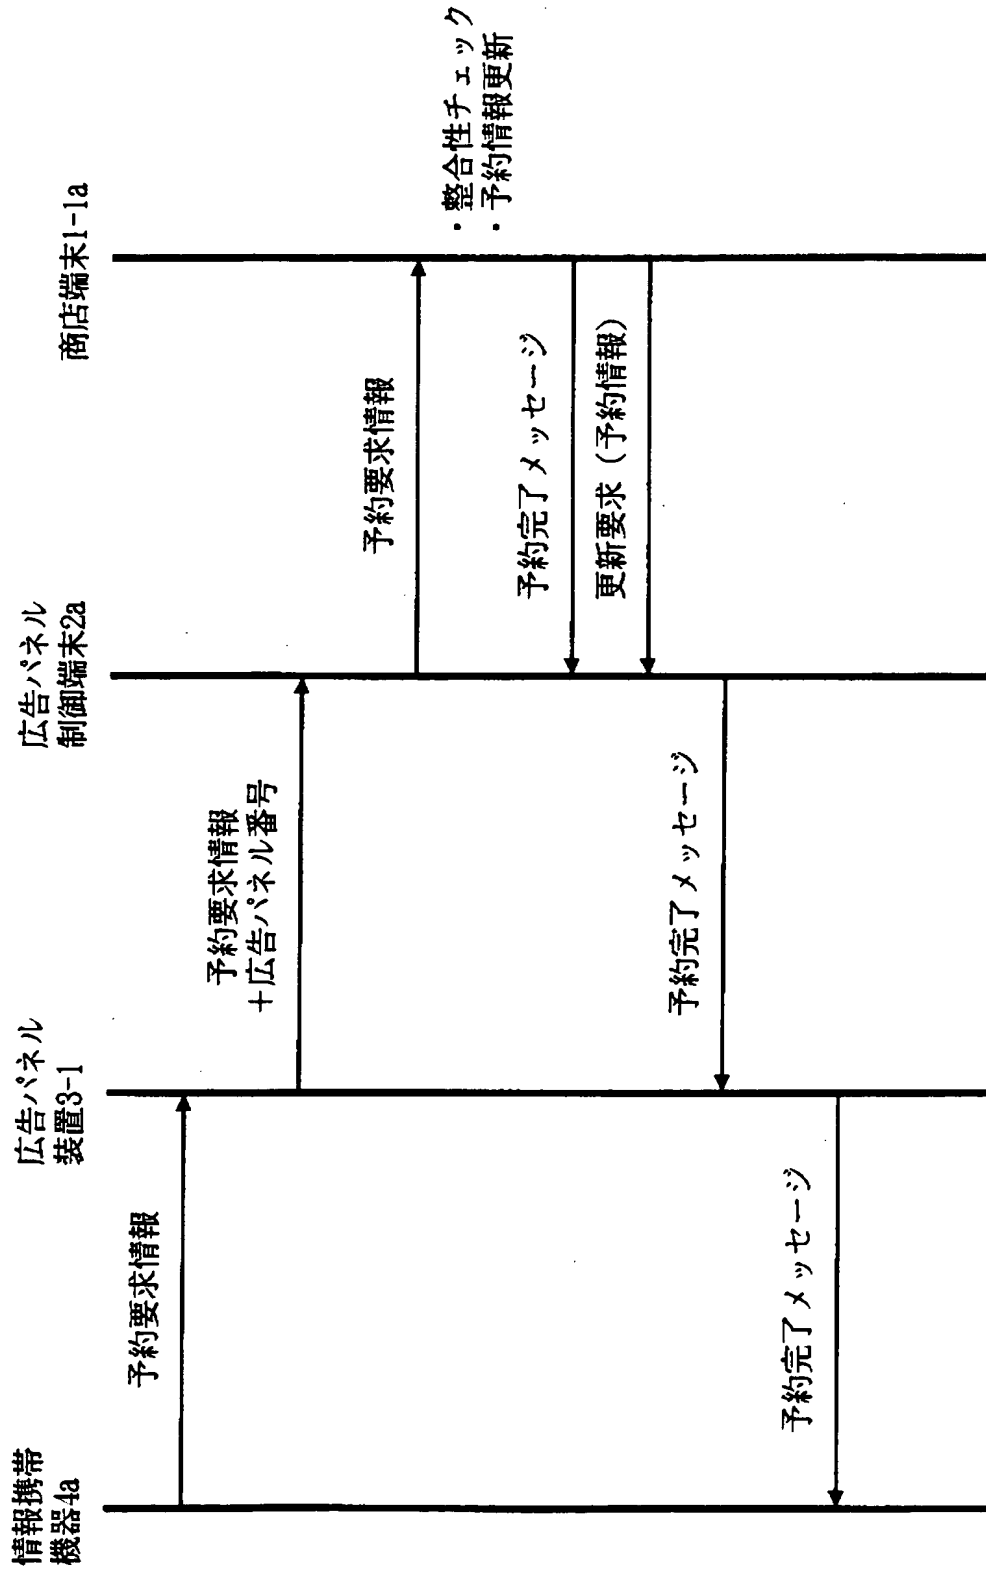 情報携帯
機器4a
広告パネル
装置3-1
広告パネル
制御端末2a
商店端末1-1a
予約要求情報
予約要求情報
＋広告パネル番号
予約要求情報
・整合性チェック
・予約情報更新
予約完了メッセージ
更新要求（予約情報）
予約完了メッセージ
予約完了メッセージ